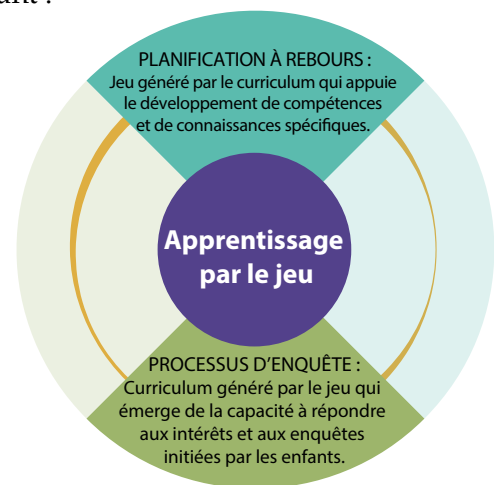 PLANIFICATION À REBOURS :
Jeu généré par le curriculum qui appuie
le développement de compétences
et de connaissances spécifiques.
Apprentissage
par le jeu
PROCESSUS D’ENQUÊTE :
Curriculum généré par le jeu qui
émerge de la capacité à répondre
aux intérêts et aux enquêtes
initiées par les enfants.